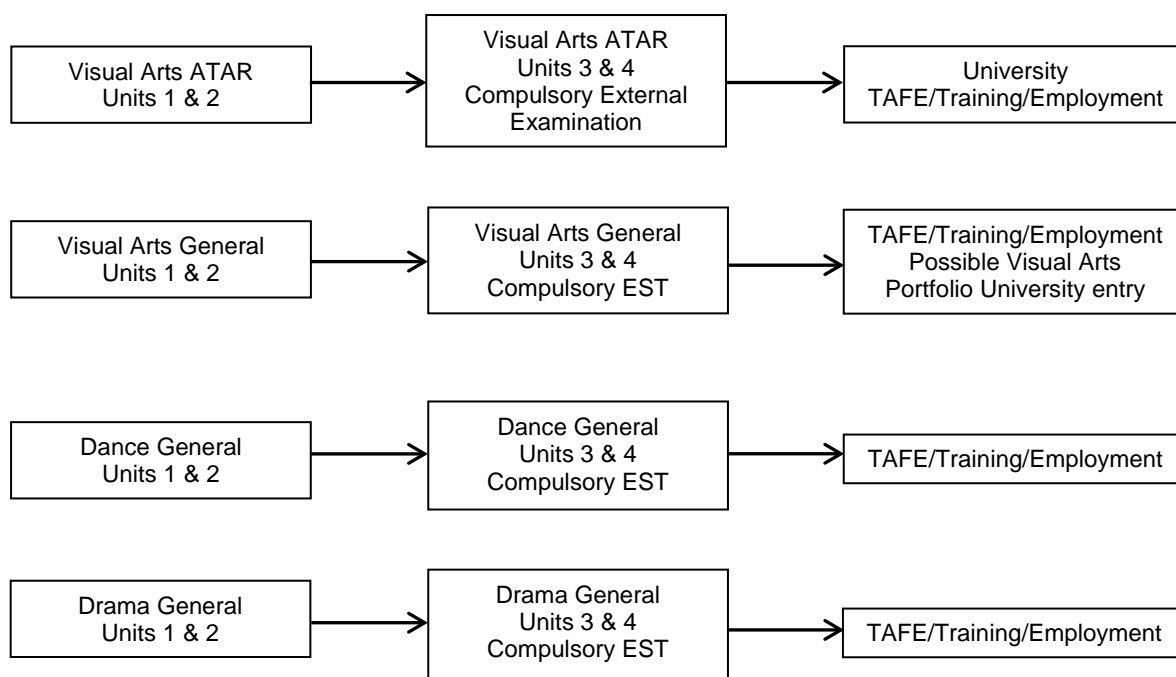 Visual Arts ATAR
Units 1 & 2
Visual Arts ATAR
Units 3 & 4
Compulsory External
Examination
University
TAFE/Training/Employment
Visual Arts General
Units 1 & 2
Visual Arts General
Units 3 & 4
Compulsory EST
TAFE/Training/Employment
Possible Visual Arts
Portfolio University entry
Dance General
Units 1 & 2
Dance General
Units 3 & 4
Compulsory EST
TAFE/Training/Employment
Drama General
Units 1 & 2
Drama General
Units 3 & 4
Compulsory EST
TAFE/Training/Employment